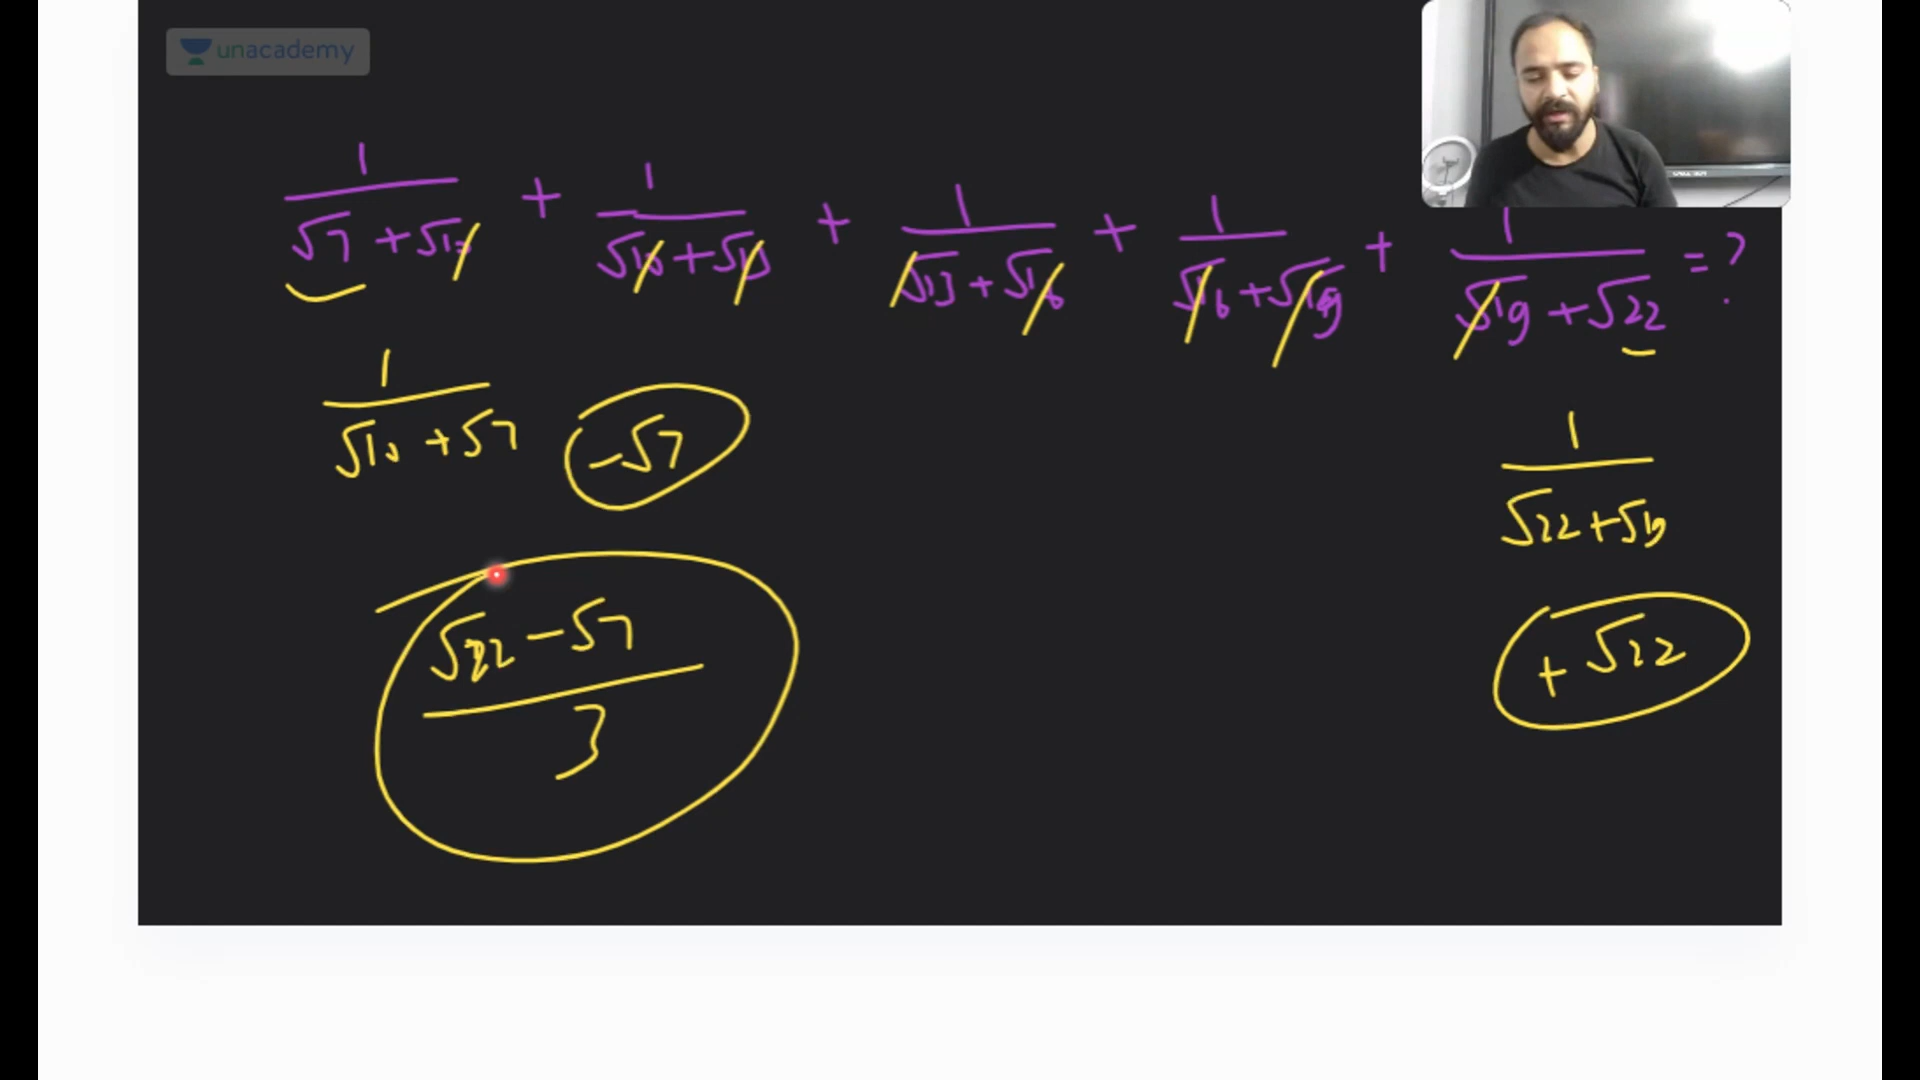 unacademy
1/(√7 + √10) + 1/(√10 + √13) + 1/(√13 + √16) + 1/(√16 + √19) + 1/(√19 + √22) = ?
1/(√10 + √7) -√7
1/(√22 + √19)
(√22 - √7)/3
+ √22